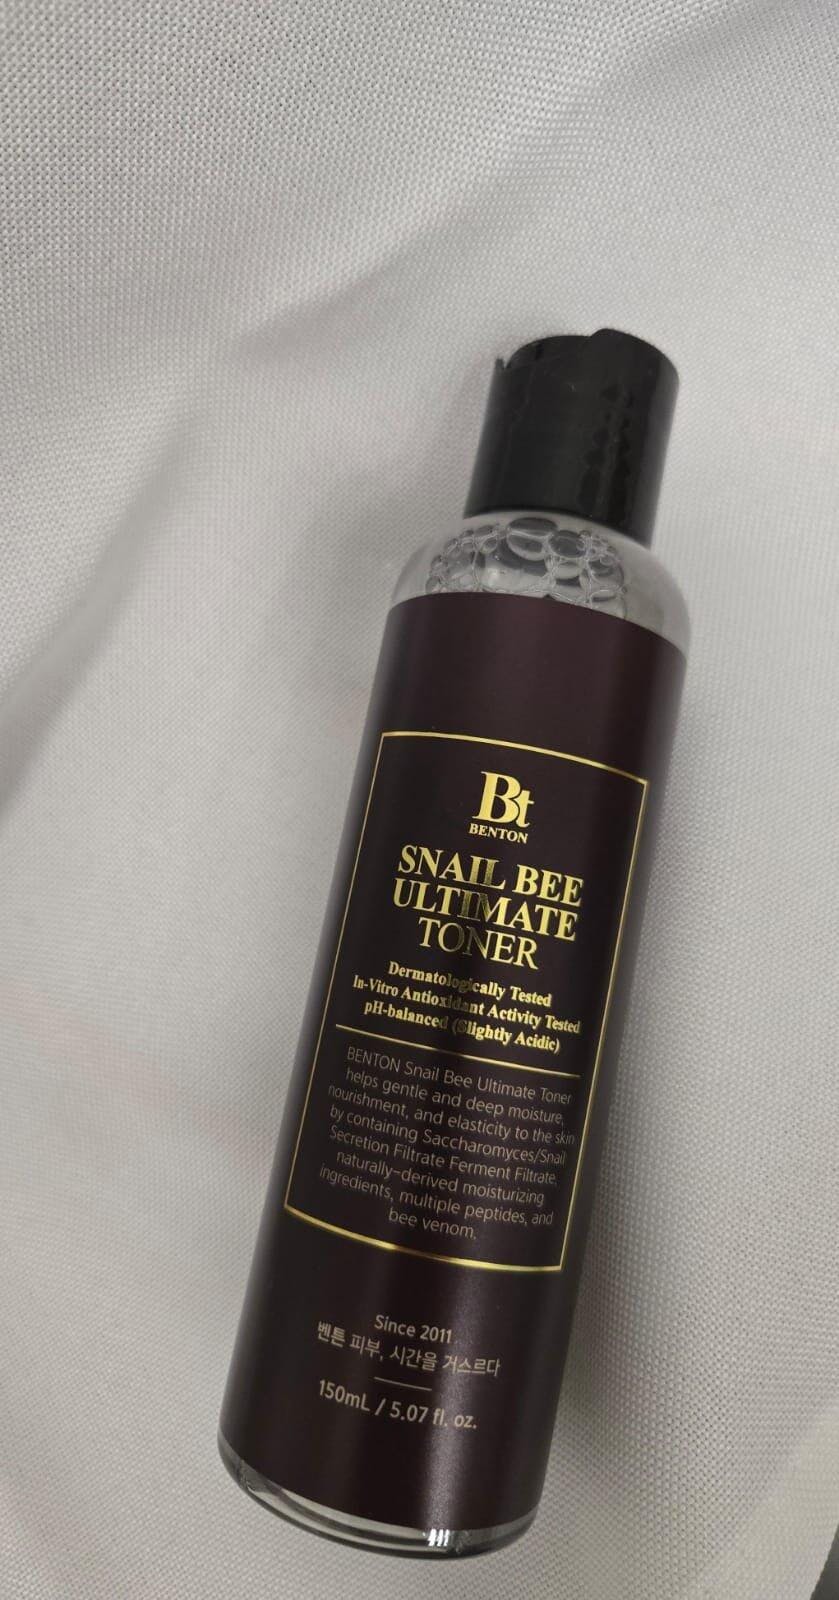 Bt
BENTON
SNAIL BEE
ULTIMATE
TONER
Dermatologically Tested
In-Vitro Antioxidant Activity Tested
pH-balanced (Slightly Acidic)
BENTON Snail Bee Ultimate Toner
helps gentle and deep moisture,
nourishment, and elasticity to the skin
by containing Saccharomyces/Snail
Secretion Filtrate Ferment Filtrate,
naturally-derived moisturizing
ingredients, multiple peptides, and
bee venom.
Since 2011
벤튼 피부, 시간을 거스르다
150mL / 5.07 fl. oz.